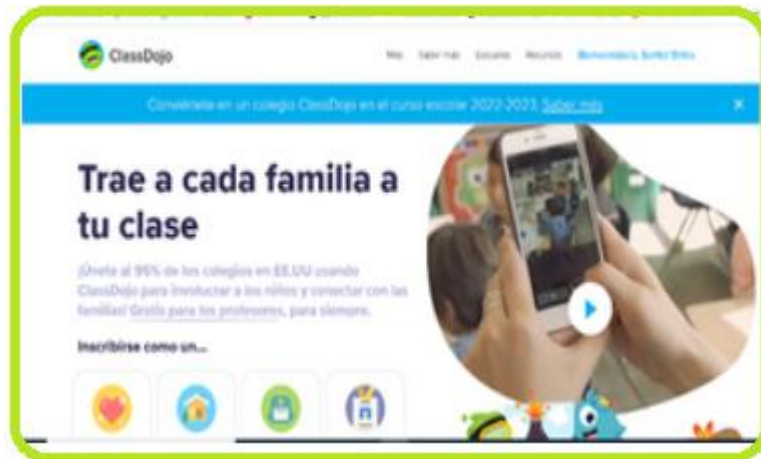 ClassDojo
Más Saber más Escuelas Recursos
Conviértete en un colegio ClassDojo en el curso escolar 2022-2023. Saber más ×
Trae a cada familia a
tu clase
¡Únete al 95% de los colegios en EE.UU usando
ClassDojo para involucrar a los niños y conectar con las
familias! Gratis para los profesores, para siempre.
Inscribirse como un...